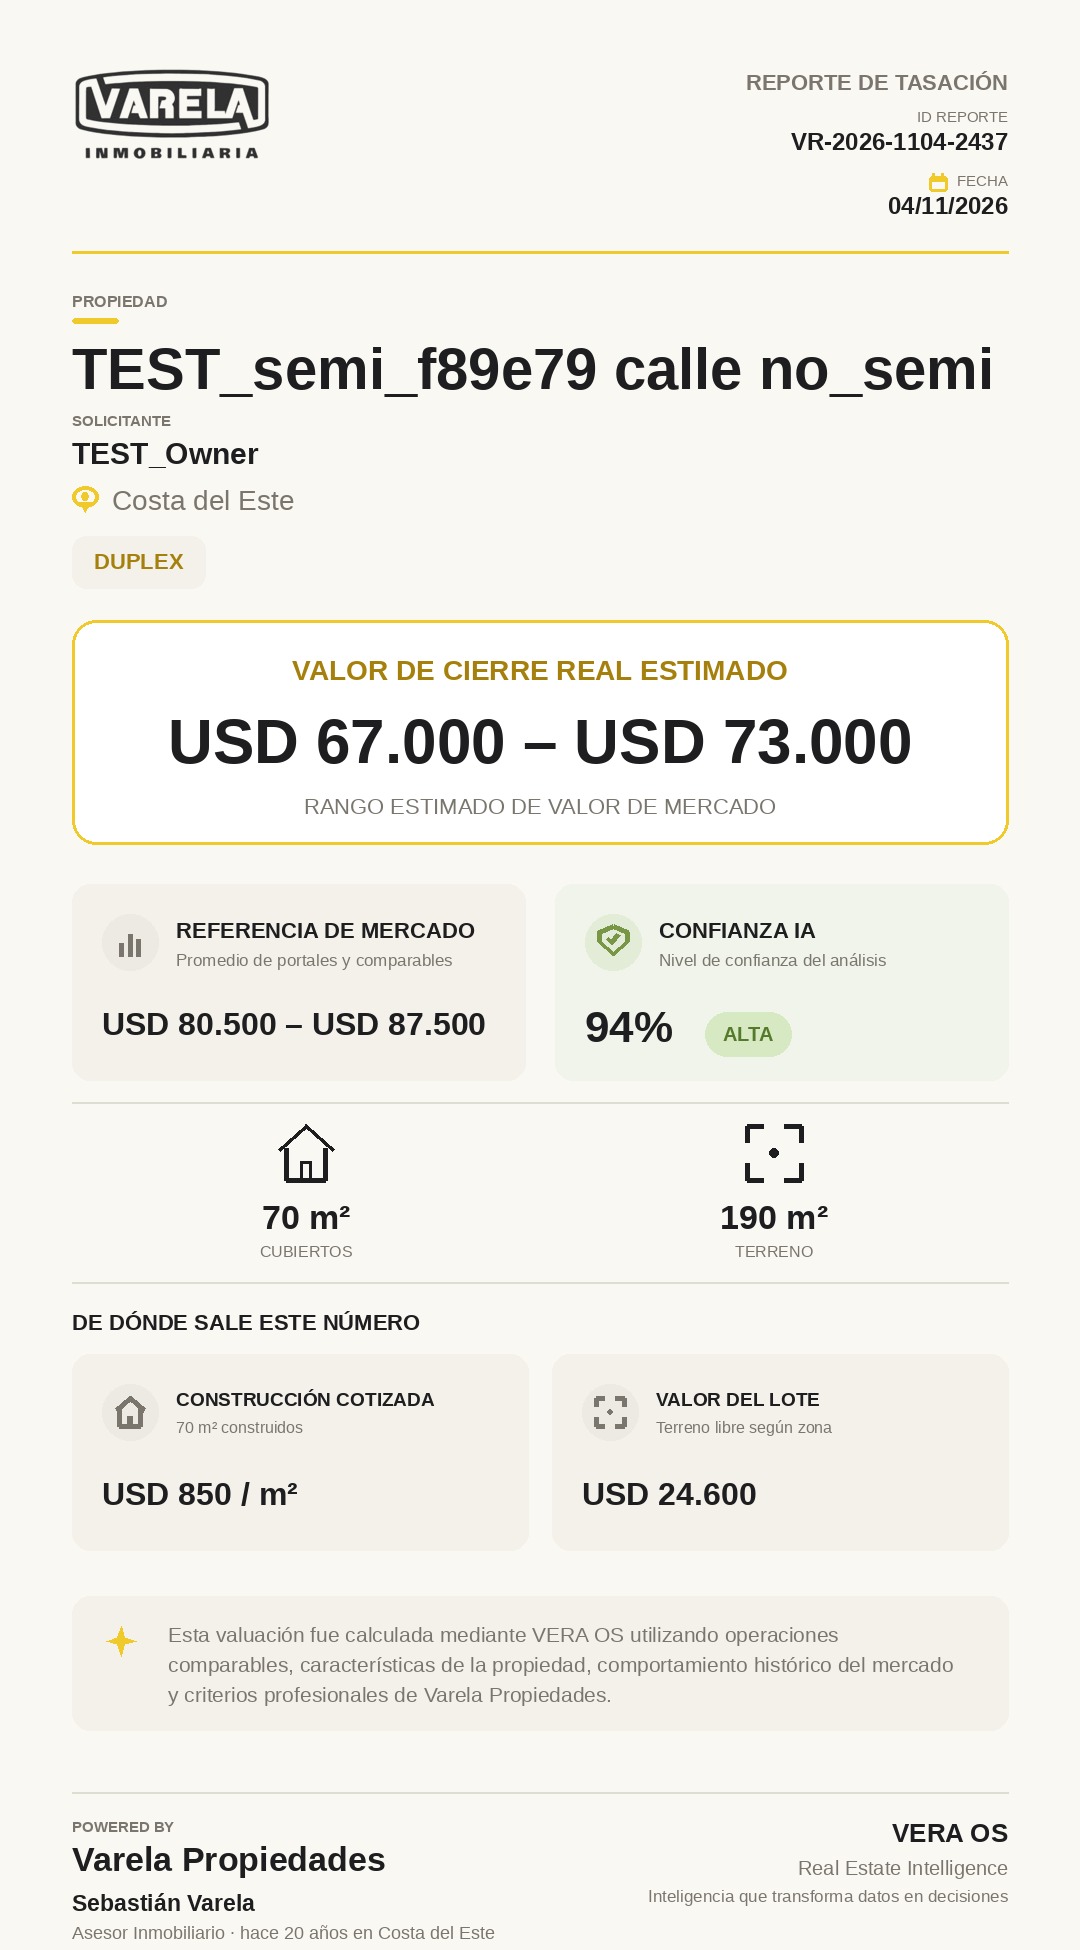 VARELA
INMOBILIARIA
REPORTE DE TASACIÓN
ID REPORTE
VR-2026-1104-2437
FECHA
04/11/2026
PROPIEDAD
TEST_semi_f89e79 calle no_semi
SOLICITANTE
TEST_Owner
Costa del Este
DUPLEX
VALOR DE CIERRE REAL ESTIMADO
USD 67.000 – USD 73.000
RANGO ESTIMADO DE VALOR DE MERCADO
REFERENCIA DE MERCADO
Promedio de portales y comparables
USD 80.500 – USD 87.500
CONFIANZA IA
Nivel de confianza del análisis
94%
ALTA
70 m²
CUBIERTOS
190 m²
TERRENO
DE DÓNDE SALE ESTE NÚMERO
CONSTRUCCIÓN COTIZADA
70 m² construidos
USD 850 / m²
VALOR DEL LOTE
Terreno libre según zona
USD 24.600
Esta valuación fue calculada mediante VERA OS utilizando operaciones
comparables, características de la propiedad, comportamiento histórico del mercado
y criterios profesionales de Varela Propiedades.
POWERED BY
Varela Propiedades
Sebastián Varela
Asesor Inmobiliario · hace 20 años en Costa del Este
VERA OS
Real Estate Intelligence
Inteligencia que transforma datos en decisiones